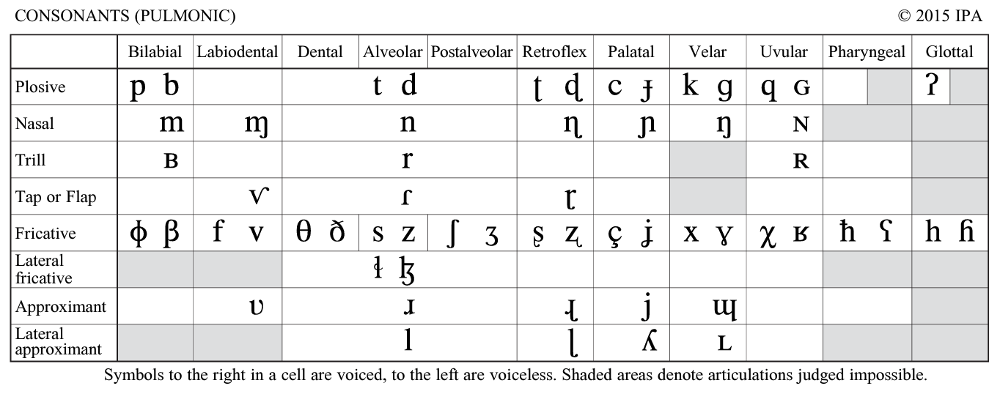 CONSONANTS (PULMONIC) © 2015 IPA
Bilabial Labiodental Dental Alveolar Postalveolar Retroflex Palatal Velar Uvular Pharyngeal Glottal
Plosive p b t d ʈ ɖ c ɟ k ɡ q ɢ ʔ
Nasal m ɱ n ɳ ɲ ŋ ɴ
Trill ʙ r ʀ
Tap or Flap ⱱ ɾ ɽ
Fricative ɸ β f v θ ð s z ʃ ʒ ʂ ʐ ç ʝ x ɣ χ ʁ ħ ʕ h ɦ
Lateral
fricative ɬ ɮ
Approximant ʋ ɹ ɻ j ɰ
Lateral
approximant l ɭ ʎ ʟ
Symbols to the right in a cell are voiced, to the left are voiceless. Shaded areas denote articulations judged impossible.